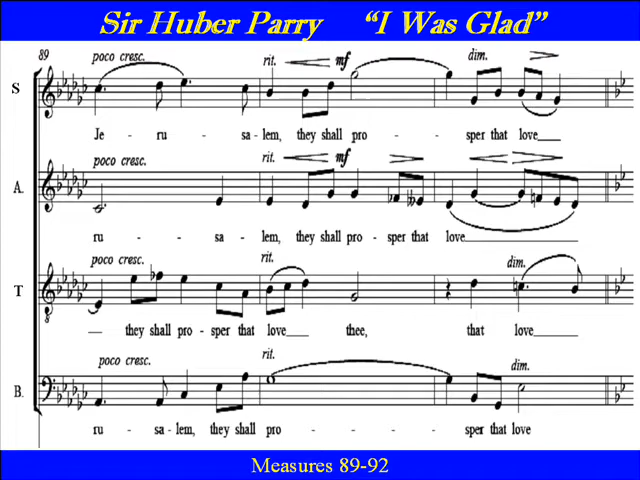 Sir Huber Parry “I Was Glad”
89 poco cresc. rit. mf dim.
S
Je - ru - sa - lem, they shall pro - - - sper that love___
poco cresc. rit. mf
A.
ru - sa - lem, they shall pro - sper that love
poco cresc. rit. dim.
T
— they shall pro - sper that love___ thee, that love___
poco cresc. rit. dim.
B.
ru - sa - lem, they shall pro - - - - sper that love
Measures 89-92